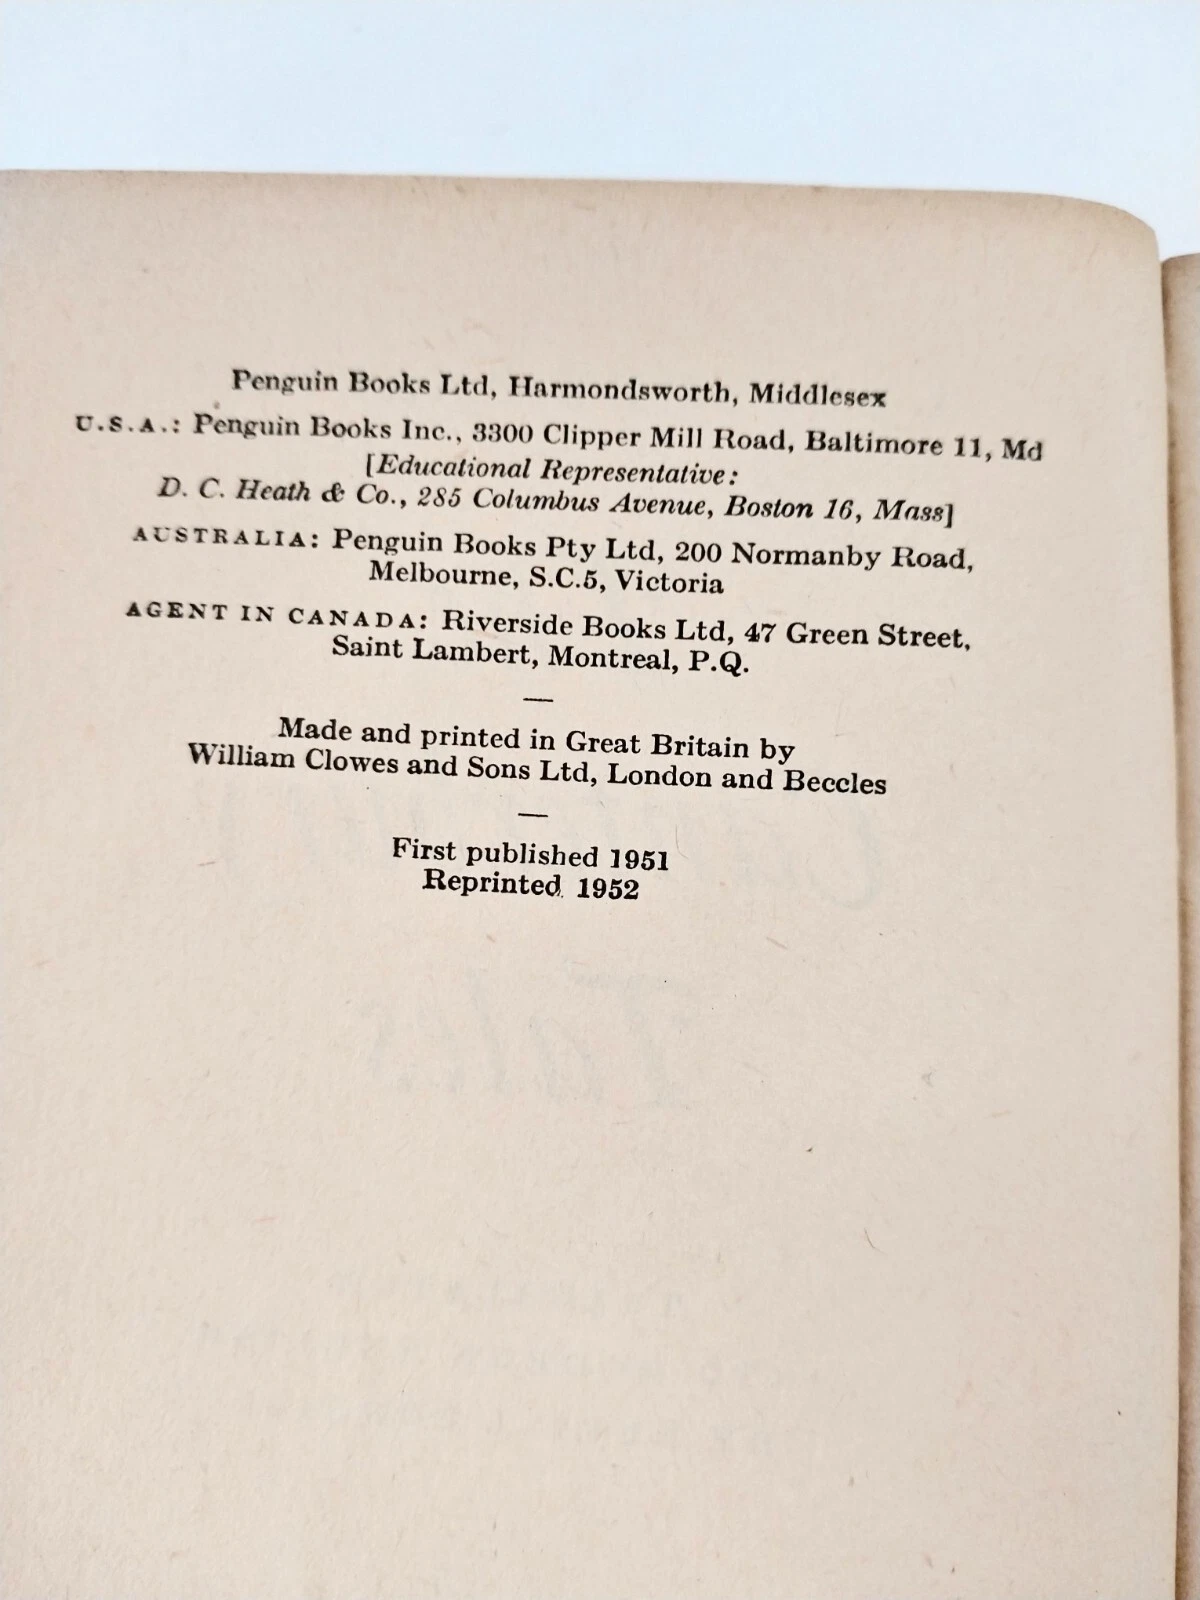 Penguin Books Ltd, Harmondsworth, Middlesex
U.S.A.: Penguin Books Inc., 3300 Clipper Mill Road, Baltimore 11, Md
[Educational Representative:
D. C. Heath & Co., 285 Columbus Avenue, Boston 16, Mass]
AUSTRALIA: Penguin Books Pty Ltd, 200 Normanby Road,
Melbourne, S.C.5, Victoria
AGENT IN CANADA: Riverside Books Ltd, 47 Green Street,
Saint Lambert, Montreal, P.Q.
—
Made and printed in Great Britain by
William Clowes and Sons Ltd, London and Beccles
—
First published 1951
Reprinted 1952